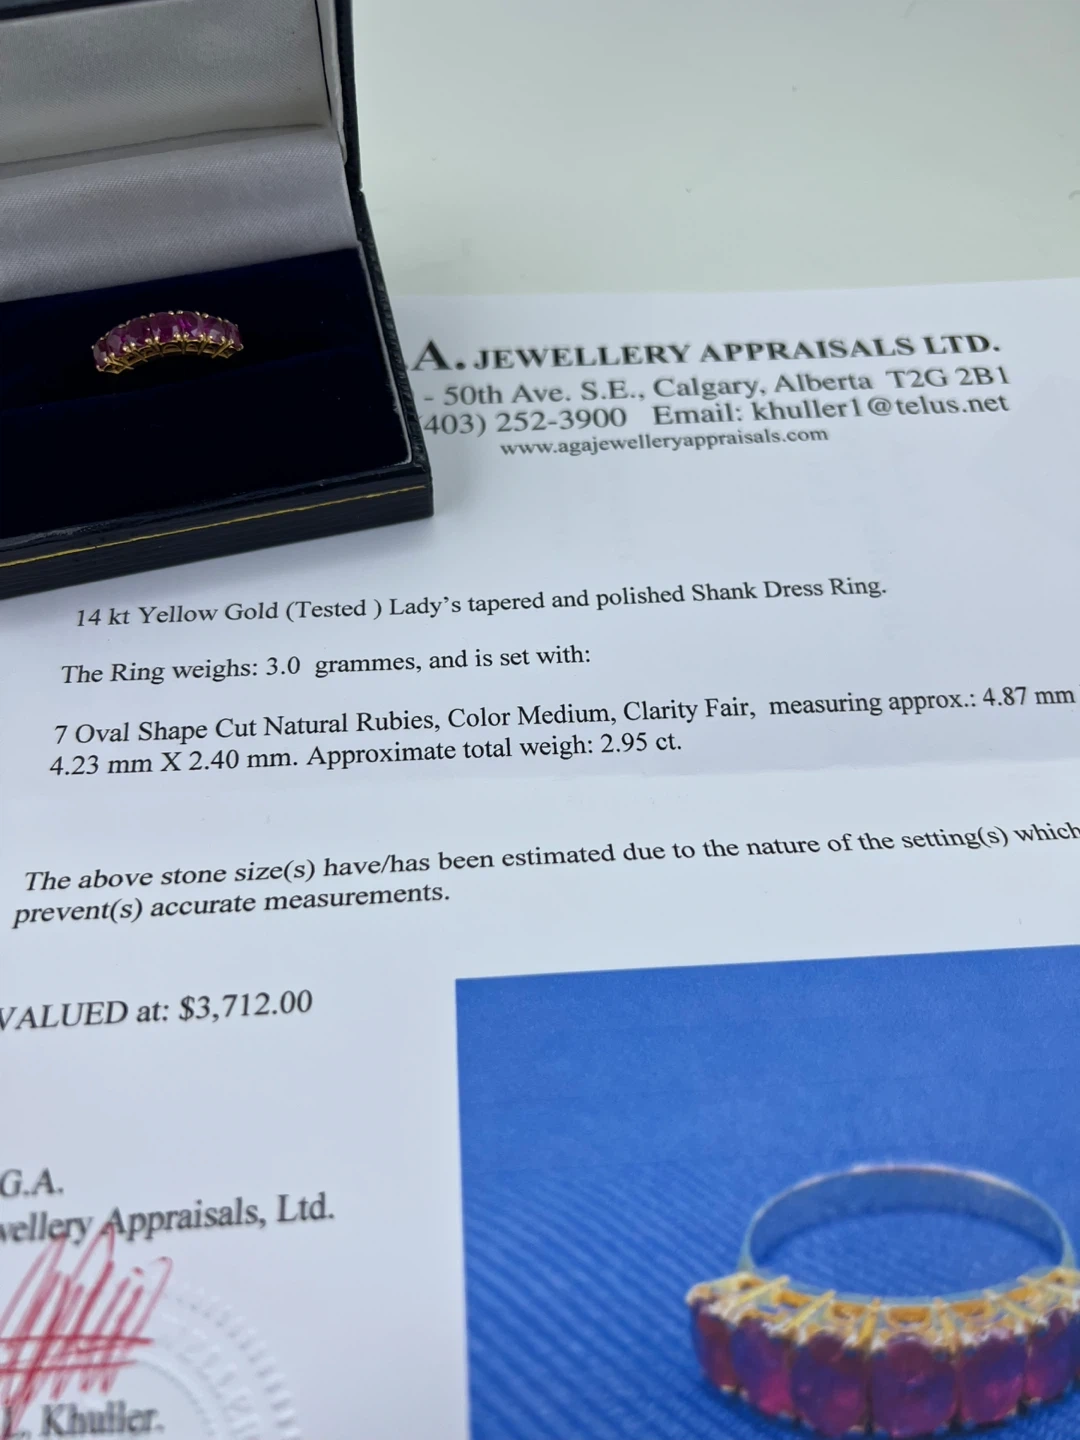 A. JEWELLERY APPRAISALS LTD.
- 50th Ave. S.E., Calgary, Alberta T2G 2B1
403) 252-3900 Email: khuller1@telus.net
www.agajewelleryappraisals.com
14 kt Yellow Gold (Tested ) Lady's tapered and polished Shank Dress Ring.
The Ring weighs: 3.0 grammes, and is set with:
7 Oval Shape Cut Natural Rubies, Color Medium, Clarity Fair, measuring approx.: 4.87 mm
4.23 mm X 2.40 mm. Approximate total weigh: 2.95 ct.
The above stone size(s) have/has been estimated due to the nature of the setting(s) which
prevent(s) accurate measurements.
VALUED at: $3,712.00
G.A.
wellery Appraisals, Ltd.
Khuller.